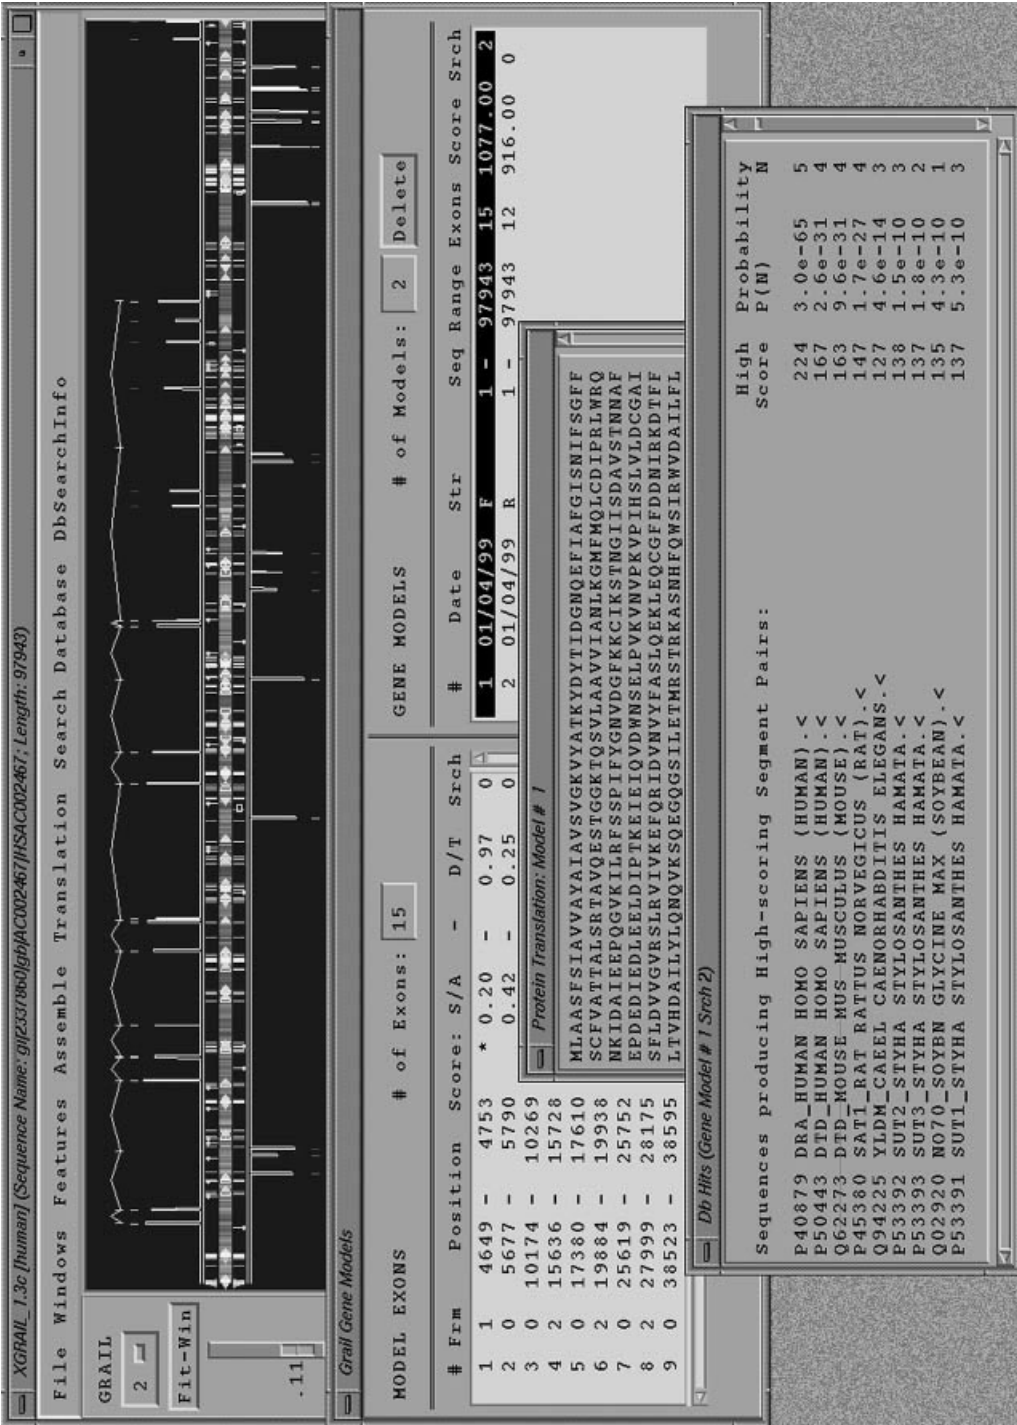 XGRAIL_1.3c [human] (Sequence Name: gi|2337860|gb|AC002467|HSAC002467; Length: 97943)
File Windows Features Assemble Translation Search Database DbSearchInfo
GRAIL
2
Fit-Win
.11
Grail Gene Models
MODEL EXONS # of Exons: 15
# Frm Position Score: S/A - D/T Srch
1 1 4649 - 4753 * 0.20 - 0.97 0
2 0 5677 - 5790 0.42 - 0.25 0
3 0 10174 - 10269
4 2 15636 - 15728
5 0 17380 - 17610
6 2 19884 - 19938
7 0 25619 - 25752
8 2 27999 - 28175
9 0 38523 - 38595
GENE MODELS # of Models: 2 Delete
# Date Str Seq Range Exons Score Srch
1 01/04/99 F 1 - 97943 15 1077.00 2
2 01/04/99 R 1 - 97943 12 916.00 0
Protein Translation: Model # 1
MLAASFSIAVVAYAIAVSVGKVYATKYDYTIDGNQEFIAFGISNIFSGFF
SCFVATTALSRTAVQESTGGKTQSVLAAVVIANLKGMFMQLCDIPRLWRQ
NKIDAIEEPQGVKILRFSSPIFYGNVDGFKKCIKSTNGIIISDAVSTNNAF
EPDEDIEDLEELDIPTKEIEIQVDWNSELPVKVNVPKVPIHSLVLDCGAI
SFLDVVGVRSLRVIVKEFQRIDVNVYFASLQEKLEQCGFFDDNIRKDTFF
LTVHDAILYLQNQVKSQEGQGSILETMRSTRKASNHFQWSIRWVDAILFL
Db Hits (Gene Model # 1 Srch 2)
High Probability
Sequences producing High-scoring Segment Pairs: Score P(N) N
P40879 DRA_HUMAN HOMO SAPIENS (HUMAN).< 224 3.0e-65 5
P50443 DTD_HUMAN HOMO SAPIENS (HUMAN).< 167 2.6e-31 4
Q62273 DTD_MOUSE MUS MUSCULUS (MOUSE).< 163 9.6e-31 4
P45380 SAT1_RAT RATTUS NORVEGICUS (RAT).< 147 1.7e-27 4
Q94225 YLDM_CAEEL CAENORHABDITIS ELEGANS.< 127 4.6e-14 3
P53392 SUT2_STYHA STYLOSANTHES HAMATA.< 138 1.5e-10 3
P53393 SUT3_STYHA STYLOSANTHES HAMATA.< 137 1.8e-10 2
Q02920 NO70_SOYBN GLYCINE MAX (SOYBEAN).< 135 4.3e-10 1
P53391 SUT1_STYHA STYLOSANTHES HAMATA.< 137 5.3e-10 3